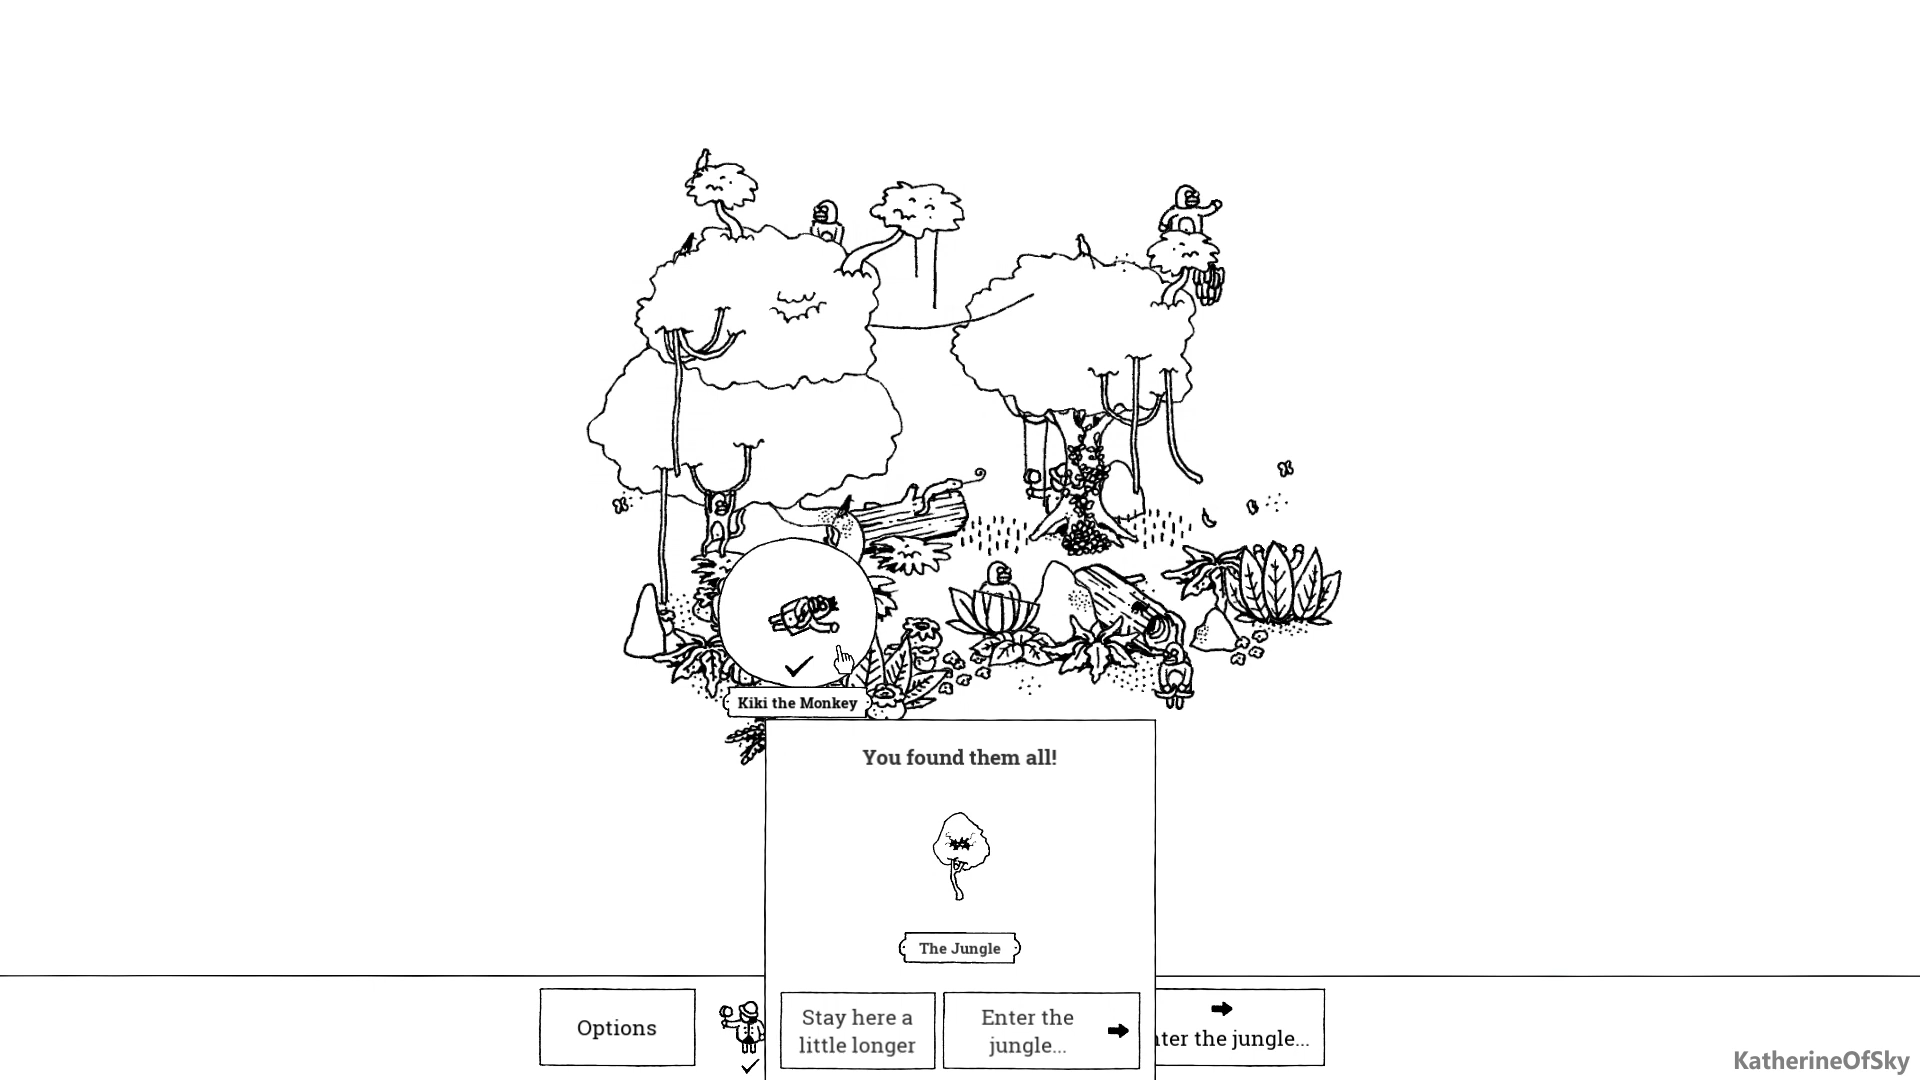 Kiki the Monkey
You found them all!
The Jungle
Options
Stay here a
little longer
Enter the
jungle...
nter the jungle...
KatherineOfSky